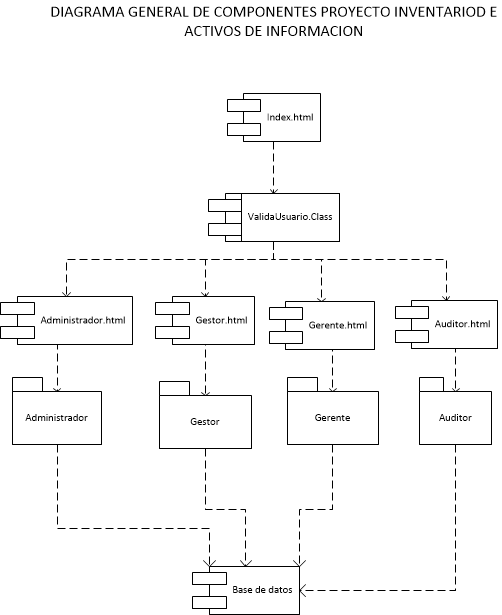 DIAGRAMA GENERAL DE COMPONENTES PROYECTO INVENTARIOD E
ACTIVOS DE INFORMACION
Index.html
ValidaUsuario.Class
Administrador.html
Gestor.html
Gerente.html
Auditor.html
Administrador
Gestor
Gerente
Auditor
Base de datos